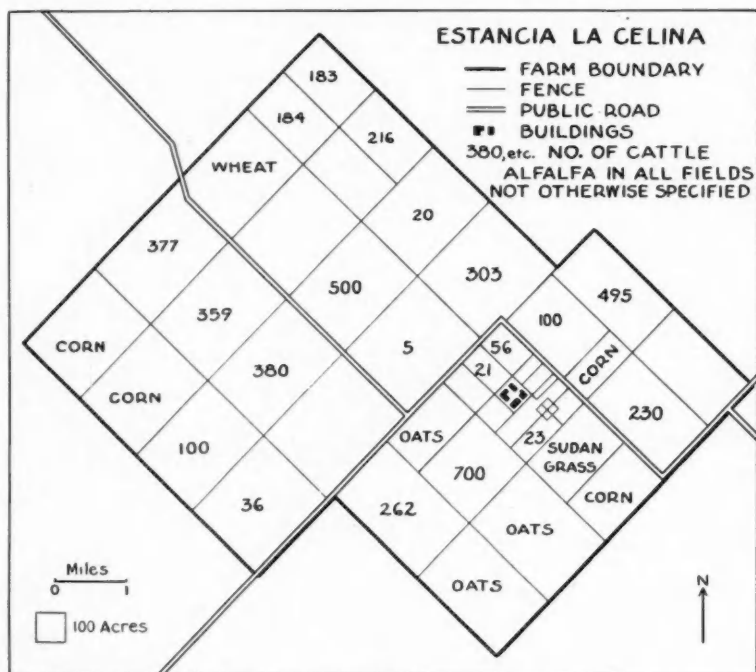 ESTANCIA LA CELINA
FARM BOUNDARY
FENCE
PUBLIC ROAD
BUILDINGS
380, etc. NO. OF CATTLE
ALFALFA IN ALL FIELDS
NOT OTHERWISE SPECIFIED
183
184
216
WHEAT
20
377
303
495
500
100
359
5
56
CORN
380
21
CORN
CORN
230
OATS
23
SUDAN
GRASS
100
700
CORN
36
262
OATS
OATS
Miles
0 1
100 Acres
N